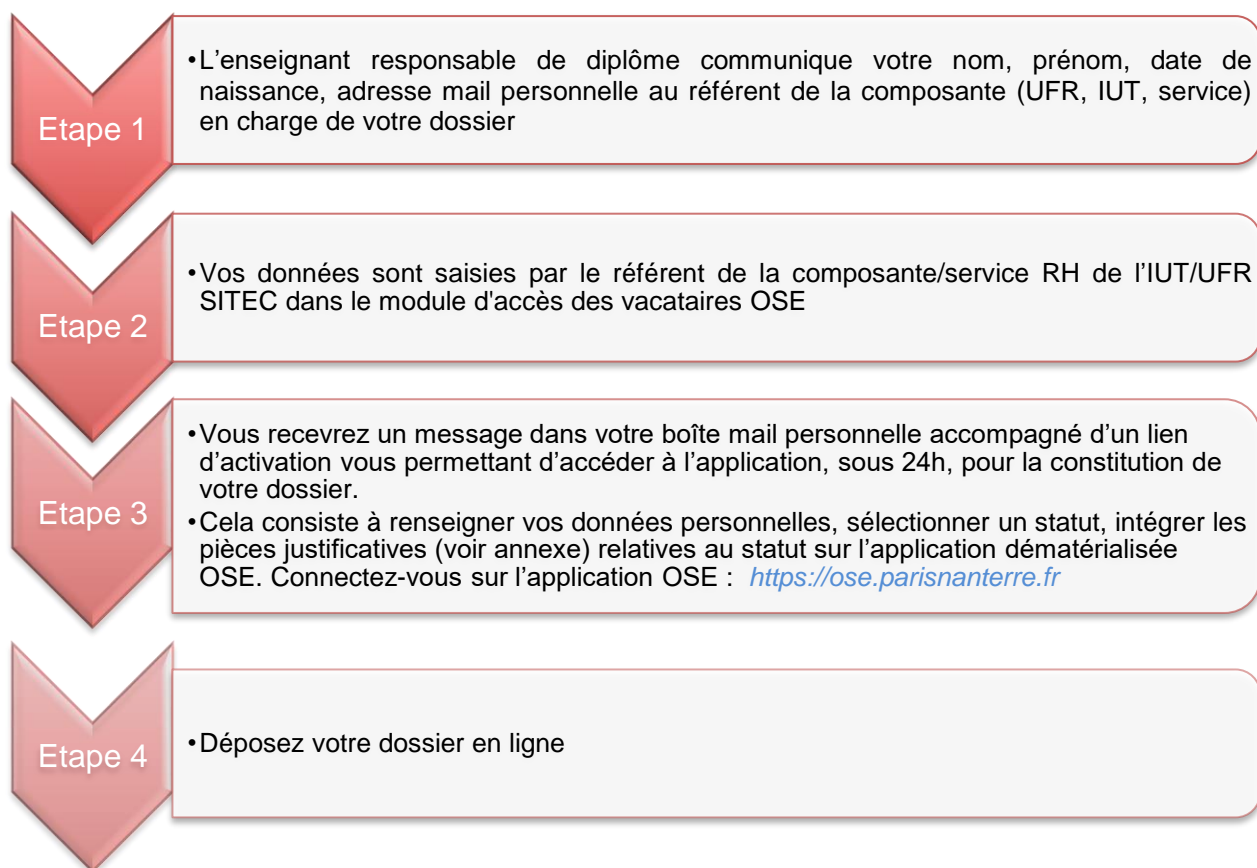 Etape 1
•L’enseignant responsable de diplôme communique votre nom, prénom, date de
naissance, adresse mail personnelle au référent de la composante (UFR, IUT, service)
en charge de votre dossier
Etape 2
•Vos données sont saisies par le référent de la composante/service RH de l’IUT/UFR
SITEC dans le module d'accès des vacataires OSE
Etape 3
•Vous recevrez un message dans votre boîte mail personnelle accompagné d’un lien
d’activation vous permettant d’accéder à l’application, sous 24h, pour la constitution de
votre dossier.
•Cela consiste à renseigner vos données personnelles, sélectionner un statut, intégrer les
pièces justificatives (voir annexe) relatives au statut sur l’application dématérialisée
OSE. Connectez-vous sur l’application OSE : https://ose.parisnanterre.fr
Etape 4
•Déposez votre dossier en ligne